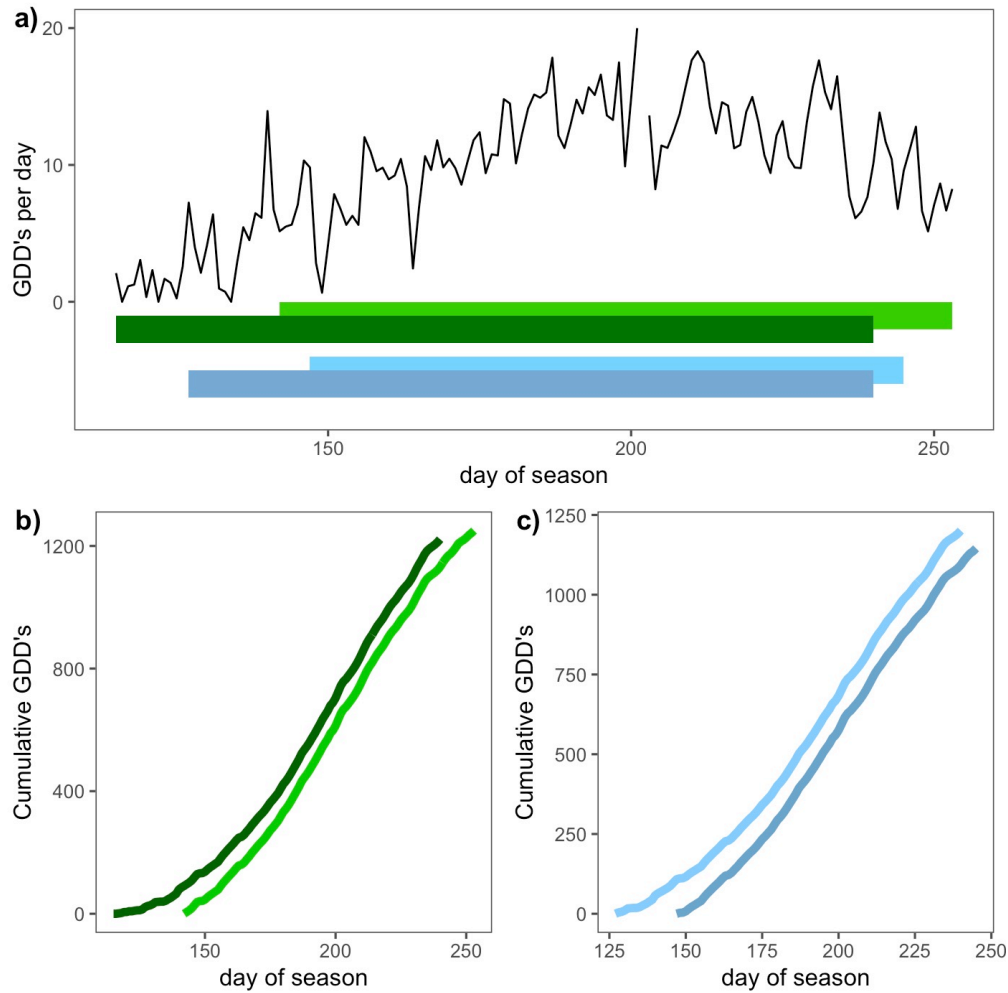 a)
20
10
0
GDD's per day
150 200 250
day of season
b)
1200
800
400
0
Cumulative GDD's
150 200 250
day of season
c)
1250
1000
750
500
250
0
Cumulative GDD's
125 150 175 200 225 250
day of season